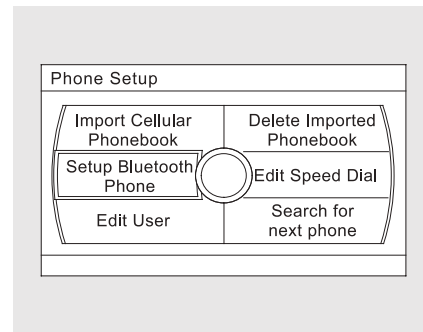 Phone Setup
Import Cellular
Phonebook
Delete Imported
Phonebook
Setup Bluetooth
Phone
Edit Speed Dial
Edit User
Search for
next phone